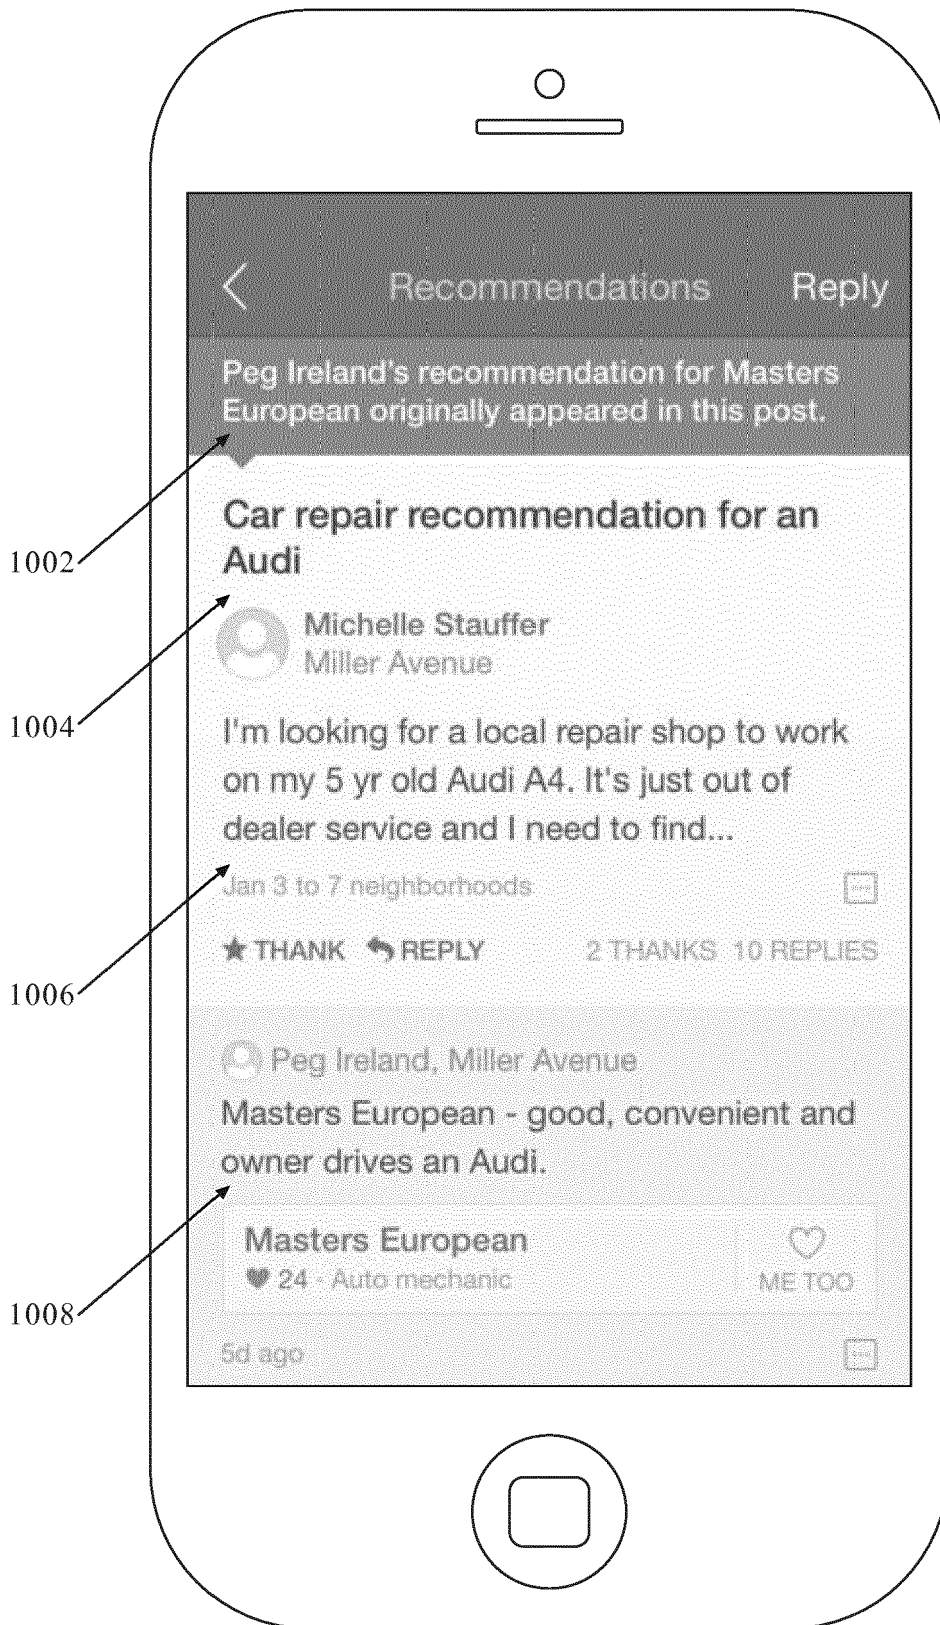 Recommendations Reply
Peg Ireland's recommendation for Masters
European originally appeared in this post.
Car repair recommendation for an
Audi
1002
Michelle Stauffer
Miller Avenue
1004
I'm looking for a local repair shop to work
on my 5 yr old Audi A4. It's just out of
dealer service and I need to find...
Jan 3 to 7 neighborhoods
THANK REPLY 2 THANKS 10 REPLIES
1006
Peg Ireland, Miller Avenue
Masters European - good, convenient and
owner drives an Audi.
Masters European
24 · Auto mechanic ME TOO
1008
5d ago